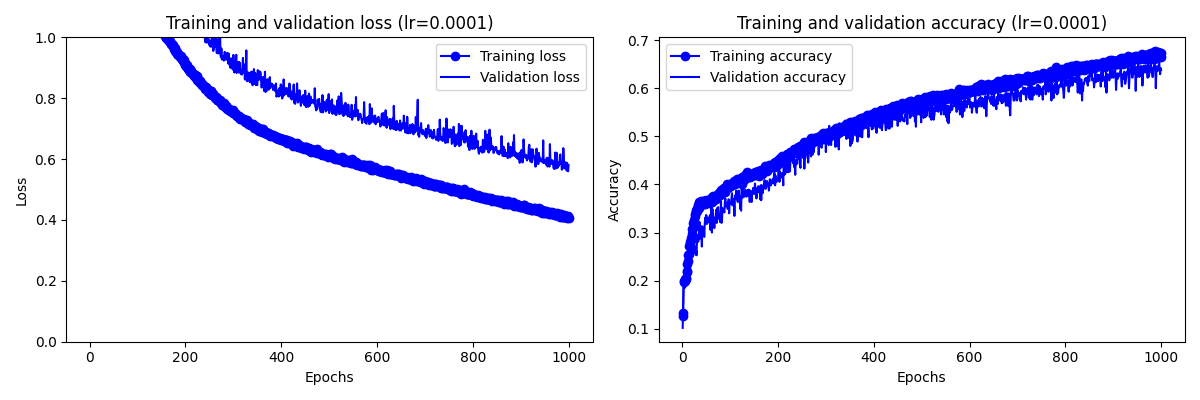 Training and validation loss (lr=0.0001)
1.0
0.8
0.6
0.4
0.2
0.0
Loss
Training loss
Validation loss
0 200 400 600 800 1000
Epochs
Training and validation accuracy (lr=0.0001)
0.7
0.6
0.5
0.4
0.3
0.2
0.1
Accuracy
Training accuracy
Validation accuracy
0 200 400 600 800 1000
Epochs